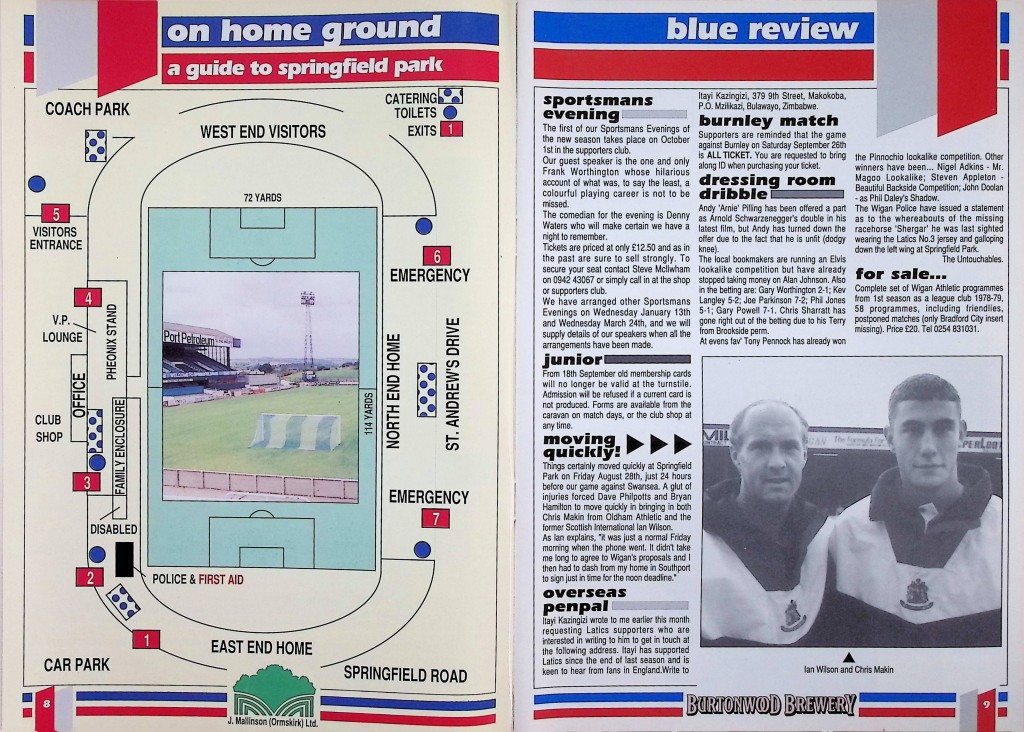 on home ground
a guide to springfield park
COACH PARK
CATERING
TOILETS
EXITS 1
WEST END VISITORS
72 YARDS
5
VISITORS
ENTRANCE
6
EMERGENCY
4
V.P.
LOUNGE
PHEONIX STAND
Port Petroleum
OFFICE
CLUB
SHOP
FAMILY ENCLOSURE
3
114 YARDS
NORTH END HOME
ST. ANDREW'S DRIVE
DISABLED
EMERGENCY
7
2
POLICE & FIRST AID
1
EAST END HOME
CAR PARK
SPRINGFIELD ROAD
J. Mallinson (Ormskirk) Ltd.
8
blue review
sportsmans
evening
The first of our Sportsmans Evenings of
the new season takes place on October
1st in the supporters club.
Our guest speaker is the one and only
Frank Worthington whose hilarious
account of what was, to say the least, a
colourful playing career is not to be
missed.
The comedian for the evening is Denny
Waters who will make certain we have a
night to remember.
Tickets are priced at only £12.50 and as in
the past are sure to sell strongly. To
secure your seat contact Steve McIlwham
on 0942 43067 or simply call in at the shop
or supporters club.
We have arranged other Sportsmans
Evenings on Wednesday January 13th
and Wednesday March 24th, and we will
supply details of our speakers when all the
arrangements have been made.
junior
From 18th September old membership cards
will no longer be valid at the turnstile.
Admission will be refused if a current card is
not produced. Forms are available from the
caravan on match days, or the club shop at
any time.
moving
quickly!
Things certainly moved quickly at Springfield
Park on Friday August 28th, just 24 hours
before our game against Swansea. A glut of
injuries forced Dave Philpotts and Bryan
Hamilton to move quickly in bringing in both
Chris Makin from Oldham Athletic and the
former Scottish International Ian Wilson.
As Ian explains, "it was just a normal Friday
morning when the phone went. It didn't take
me long to agree to Wigan's proposals and I
then had to dash from my home in Southport
to sign just in time for the noon deadline."
overseas
penpal
Itayi Kazingizi wrote to me earlier this month
requesting Latics supporters who are
interested in writing to him to get in touch at
the following address. Itayi has supported
Latics since the end of last season and is
keen to hear from fans in England.Write to
Itayi Kazingizi, 379 9th Street, Makokoba,
P.O. Mzilikazi, Bulawayo, Zimbabwe.
burnley match
Supporters are reminded that the game
against Burnley on Saturday September 26th
is ALL TICKET. You are requested to bring
along ID when purchasing your ticket.
dressing room
dribble
Andy 'Arnie' Pilling has been offered a part
as Arnold Schwarzenegger's double in his
latest film, but Andy has turned down the
offer due to the fact that he is unfit (dodgy
knee).
The local bookmakers are running an Elvis
lookalike competition but have already
stopped taking money on Alan Johnson. Also
in the betting are: Gary Worthington 2-1; Kev
Langley 5-2; Joe Parkinson 7-2; Phil Jones
5-1; Gary Powell 7-1. Chris Sharratt has
gone right out of the betting due to his Terry
from Brookside perm.
At evens fav' Tony Pennock has already won
the Pinnochio lookalike competition. Other
winners have been... Nigel Adkins - Mr.
Magoo Lookalike; Steven Appleton -
Beautiful Backside Competition; John Doolan
- as Phil Daley's Shadow.
The Wigan Police have issued a statement
as to the whereabouts of the missing
racehorse 'Shergar' he was last sighted
wearing the Latics No.3 jersey and galloping
down the left wing at Springfield Park.
The Untouchables.
for sale...
Complete set of Wigan Athletic programmes
from 1st season as a league club 1978-79,
58 programmes, including friendlies,
postponed matches (only Bradford City insert
missing). Price £20. Tel 0254 831031.
The Formula for
Ian Wilson and Chris Makin
BURTONWOOD BREWERY
9